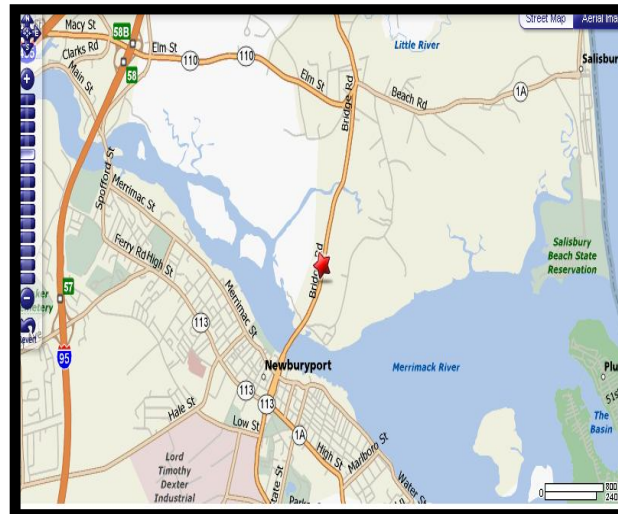 58B
Macy St
Clarks Rd
Elm St
110
110
Little River
Street Map
Aerial
58
Main St
Elm St
Bridge Rd
Beach Rd
1A
Salisbury
Spofford St
Merrimac St
Ferry Rd
High St
Merrimac St
Bridge Rd
Salisbury
Beach State
Reservation
57
113
95
Newburyport
Merrimack River
The
Basin
Hale St
113
113
Low St
1A
High St
Marlboro St
Water St
Lord
Timothy
Dexter
Industrial
0